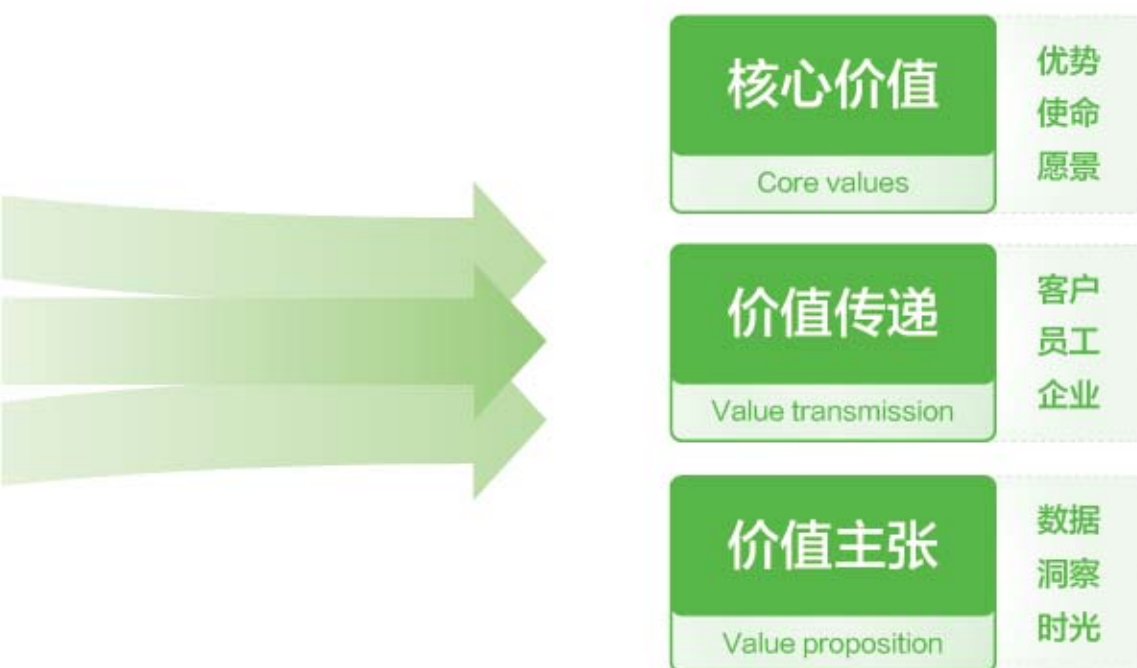 核心价值
Core values
优势
使命
愿景
价值传递
Value transmission
客户
员工
企业
价值主张
Value proposition
数据
洞察
时光